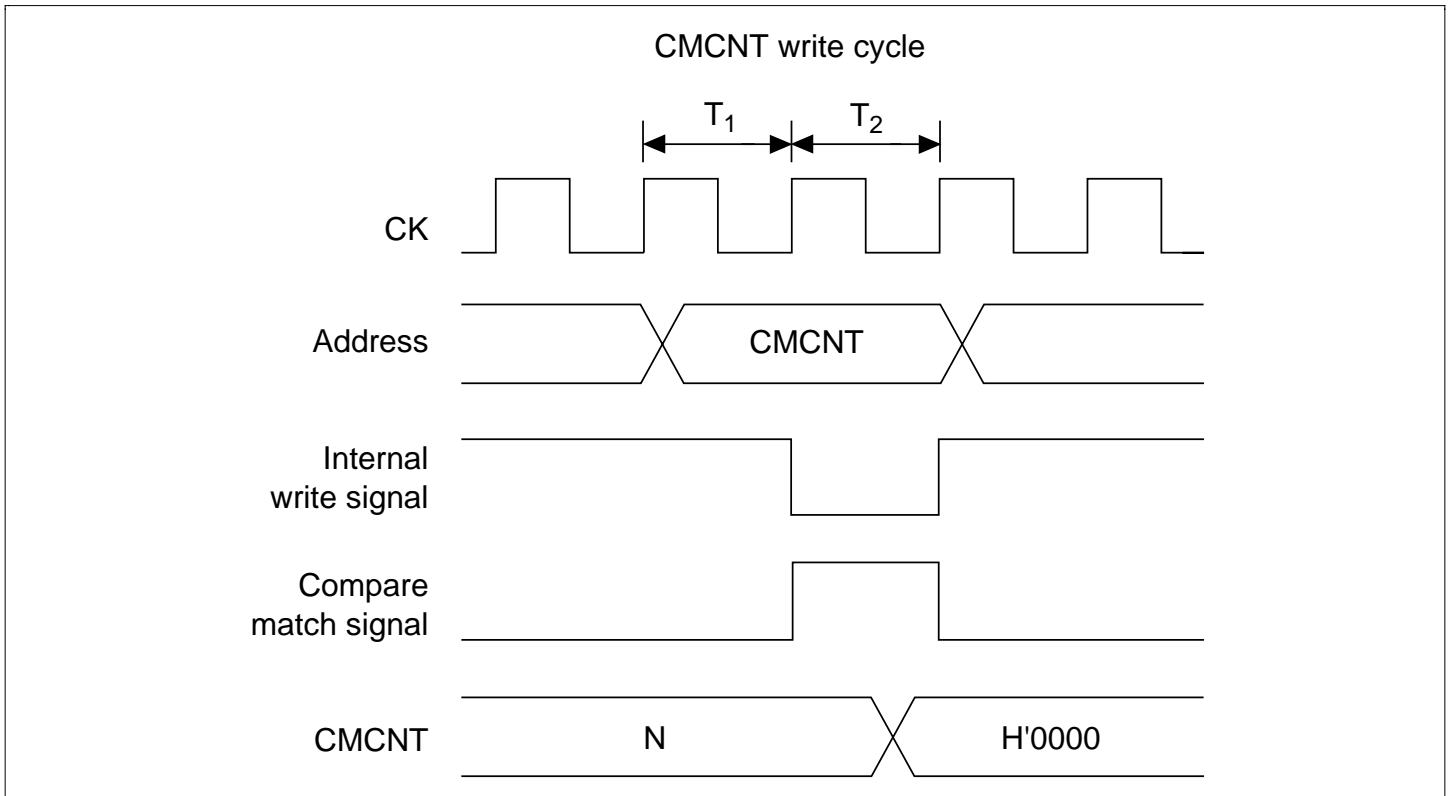 CMCNT write cycle
T1 T2
CK
Address CMCNT
Internal
write signal
Compare
match signal
CMCNT N H'0000